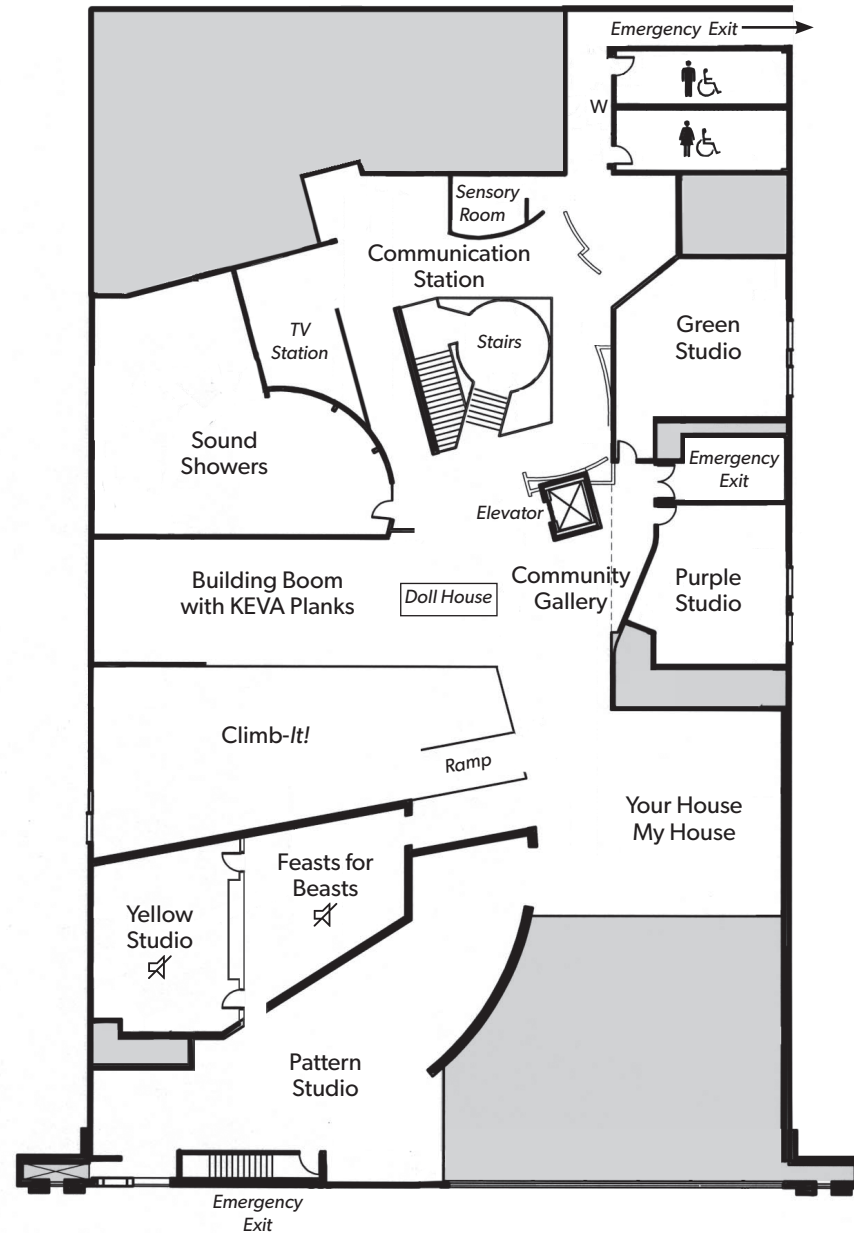 Emergency Exit
W
Sensory
Room
Communication
Station
TV
Station
Stairs
Green
Studio
Sound
Showers
Emergency
Exit
Elevator
Building Boom
with KEVA Planks
Doll House
Community
Gallery
Purple
Studio
Climb-It!
Ramp
Your House
My House
Feasts for
Beasts
Yellow
Studio
Pattern
Studio
Emergency
Exit